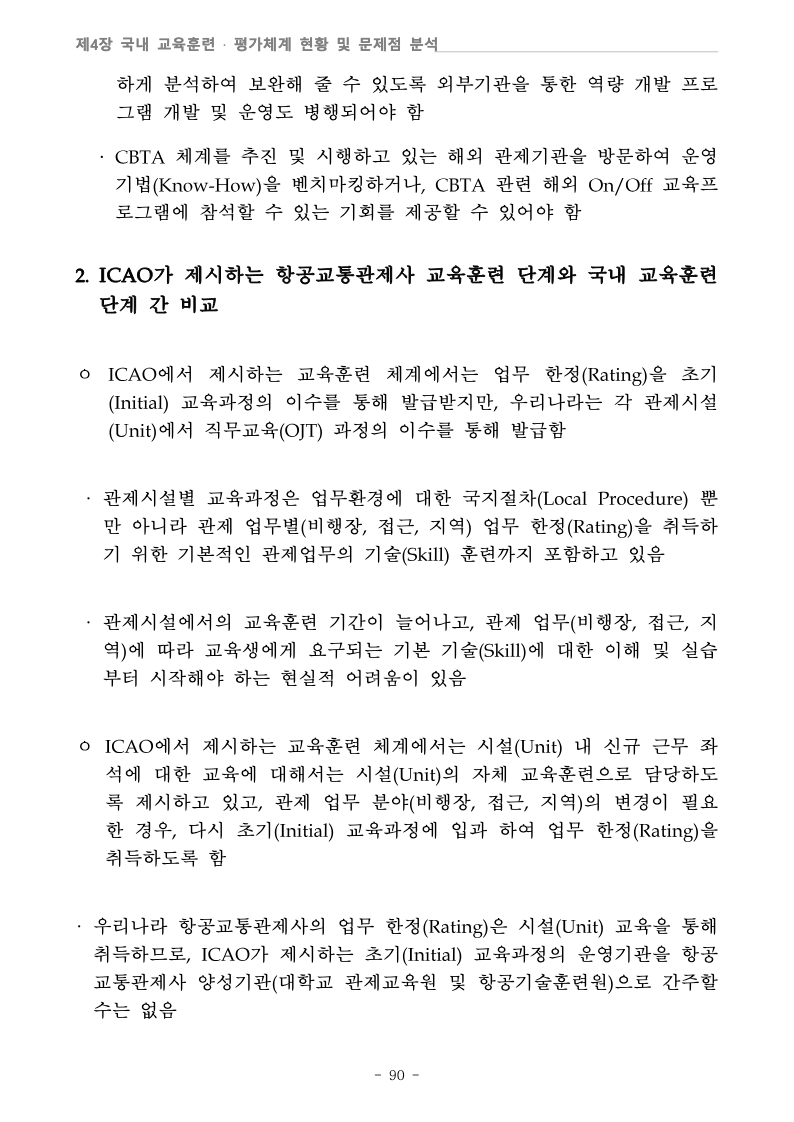 제4장 국내 교육훈련 · 평가체계 현황 및 문제점 분석
하게 분석하여 보완해 줄 수 있도록 외부기관을 통한 역량 개발 프로
그램 개발 및 운영도 병행되어야 함
· CBTA 체계를 추진 및 시행하고 있는 해외 관제기관을 방문하여 운영
기법(Know-How)을 벤치마킹하거나, CBTA 관련 해외 On/Off 교육프
로그램에 참석할 수 있는 기회를 제공할 수 있어야 함
2. ICAO가 제시하는 항공교통관제사 교육훈련 단계와 국내 교육훈련
단계 간 비교
ㅇ ICAO에서 제시하는 교육훈련 체계에서는 업무 한정(Rating)을 초기
(Initial) 교육과정의 이수를 통해 발급받지만, 우리나라는 각 관제시설
(Unit)에서 직무교육(OJT) 과정의 이수를 통해 발급함
· 관제시설별 교육과정은 업무환경에 대한 국지절차(Local Procedure) 뿐
만 아니라 관제 업무별(비행장, 접근, 지역) 업무 한정(Rating)을 취득하
기 위한 기본적인 관제업무의 기술(Skill) 훈련까지 포함하고 있음
· 관제시설에서의 교육훈련 기간이 늘어나고, 관제 업무(비행장, 접근, 지
역)에 따라 교육생에게 요구되는 기본 기술(Skill)에 대한 이해 및 실습
부터 시작해야 하는 현실적 어려움이 있음
ㅇ ICAO에서 제시하는 교육훈련 체계에서는 시설(Unit) 내 신규 근무 좌
석에 대한 교육에 대해서는 시설(Unit)의 자체 교육훈련으로 담당하도
록 제시하고 있고, 관제 업무 분야(비행장, 접근, 지역)의 변경이 필요
한 경우, 다시 초기(Initial) 교육과정에 입과 하여 업무 한정(Rating)을
취득하도록 함
· 우리나라 항공교통관제사의 업무 한정(Rating)은 시설(Unit) 교육을 통해
취득하므로, ICAO가 제시하는 초기(Initial) 교육과정의 운영기관을 항공
교통관제사 양성기관(대학교 관제교육원 및 항공기술훈련원)으로 간주할
수는 없음
- 90 -